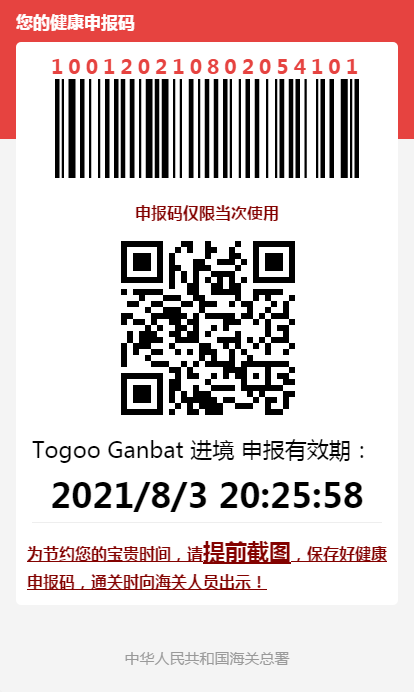 您的健康申报码
100120210802054101
申报码仅限当次使用
Togoo Ganbat 进境 申报有效期：
2021/8/3 20:25:58
为节约您的宝贵时间，请提前截图，保存好健康
申报码，通关时向海关人员出示！
中华人民共和国海关总署